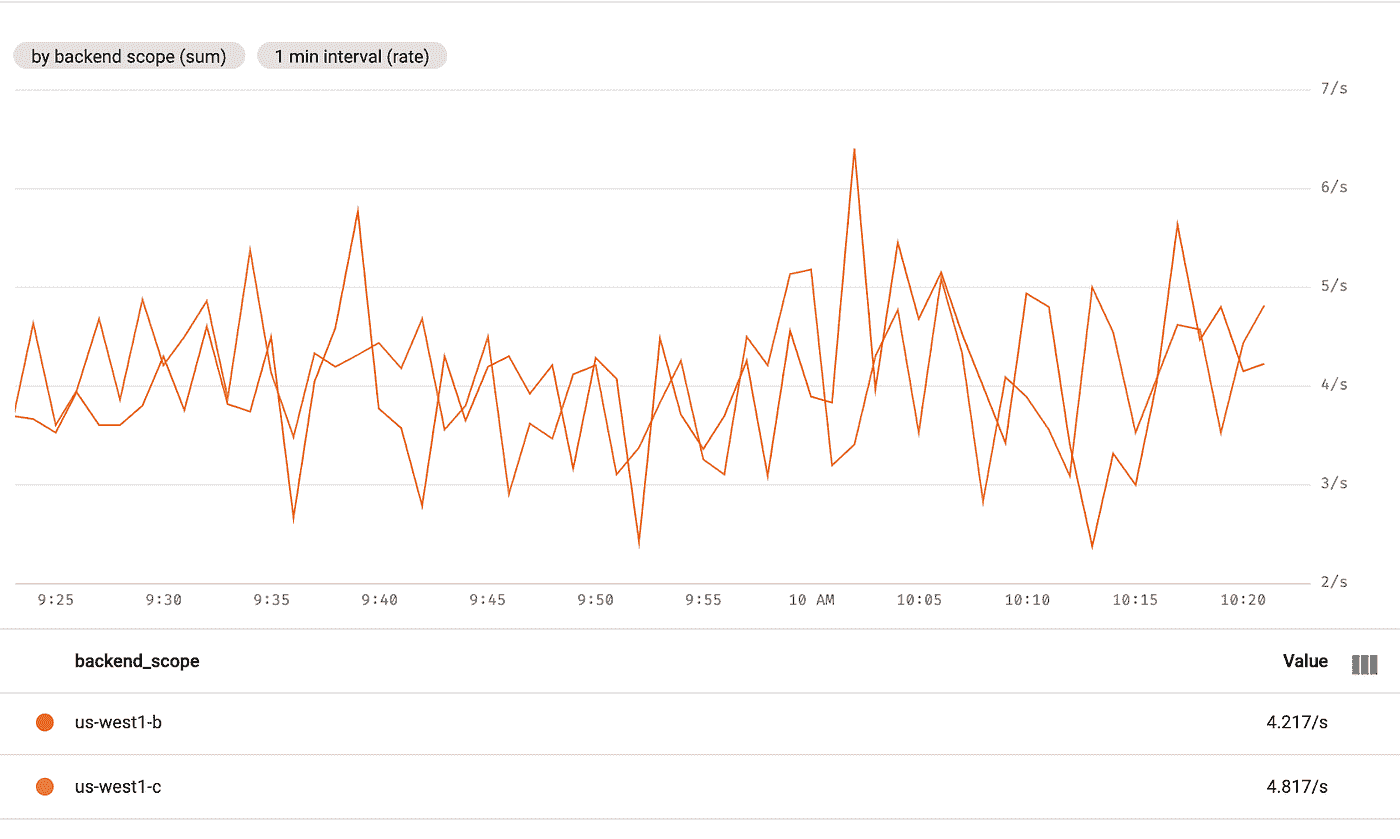 by backend scope (sum) 1 min interval (rate)
7/s
6/s
5/s
4/s
3/s
2/s
9:25 9:30 9:35 9:40 9:45 9:50 9:55 10 AM 10:05 10:10 10:15 10:20
backend_scope Value
us-west1-b 4.217/s
us-west1-c 4.817/s